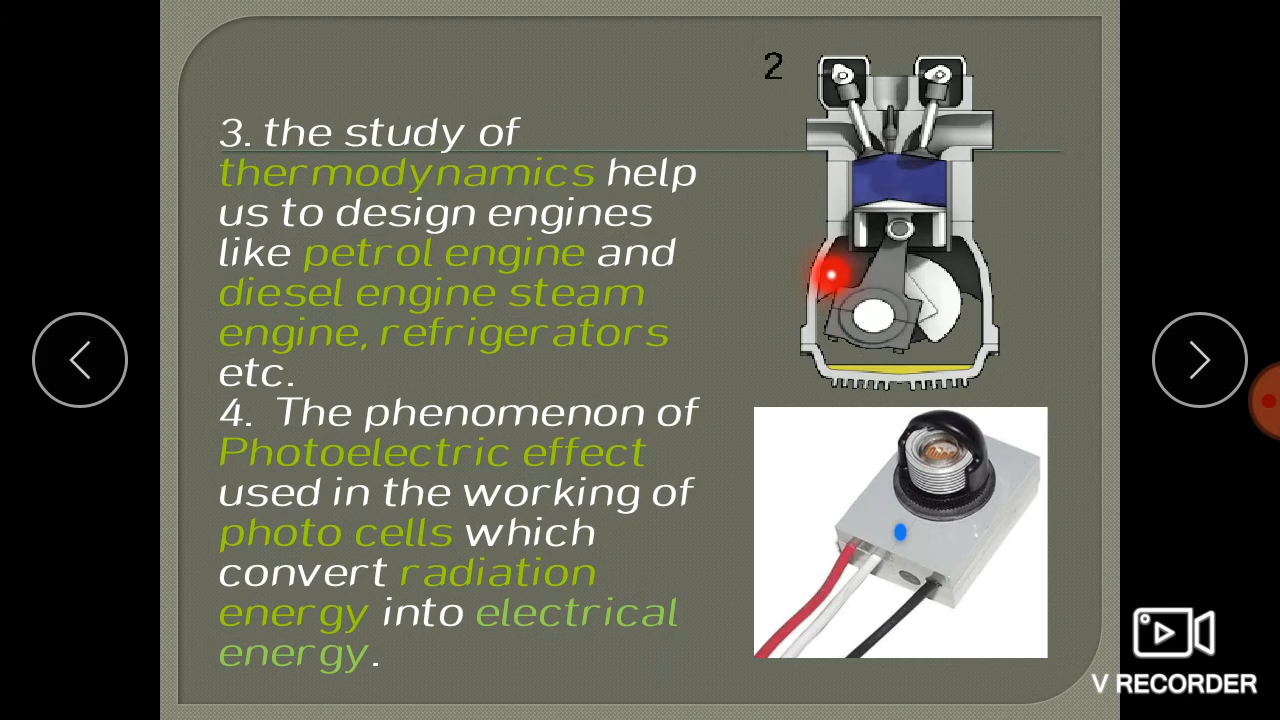 2
3. the study of
thermodynamics help
us to design engines
like petrol engine and
diesel engine steam
engine, refrigerators
etc.
4. The phenomenon of
Photoelectric effect
used in the working of
photo cells which
convert radiation
energy into electrical
energy.
V RECORDER